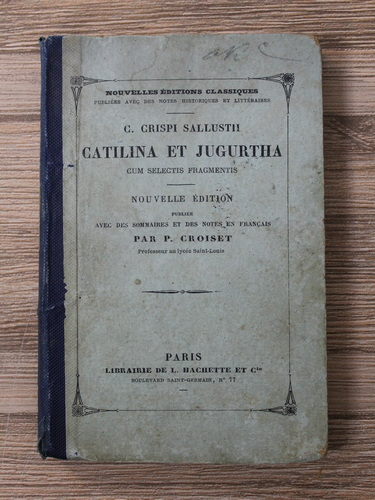 NOUVELLES ÉDITIONS CLASSIQUES
PUBLIÉES AVEC DES NOTES HISTORIQUES ET LITTÉRAIRES
C. CRISPI SALLUSTII
CATILINA ET JUGURTHA
CUM SELECTIS FRAGMENTIS
NOUVELLE ÉDITION
PUBLIÉE
AVEC DES SOMMAIRES ET DES NOTES EN FRANÇAIS
PAR P. CROISET
Professeur au lycée Saint-Louis
PARIS
LIBRAIRIE DE L. HACHETTE ET Cie
BOULEVARD SAINT-GERMAIN, N° 77